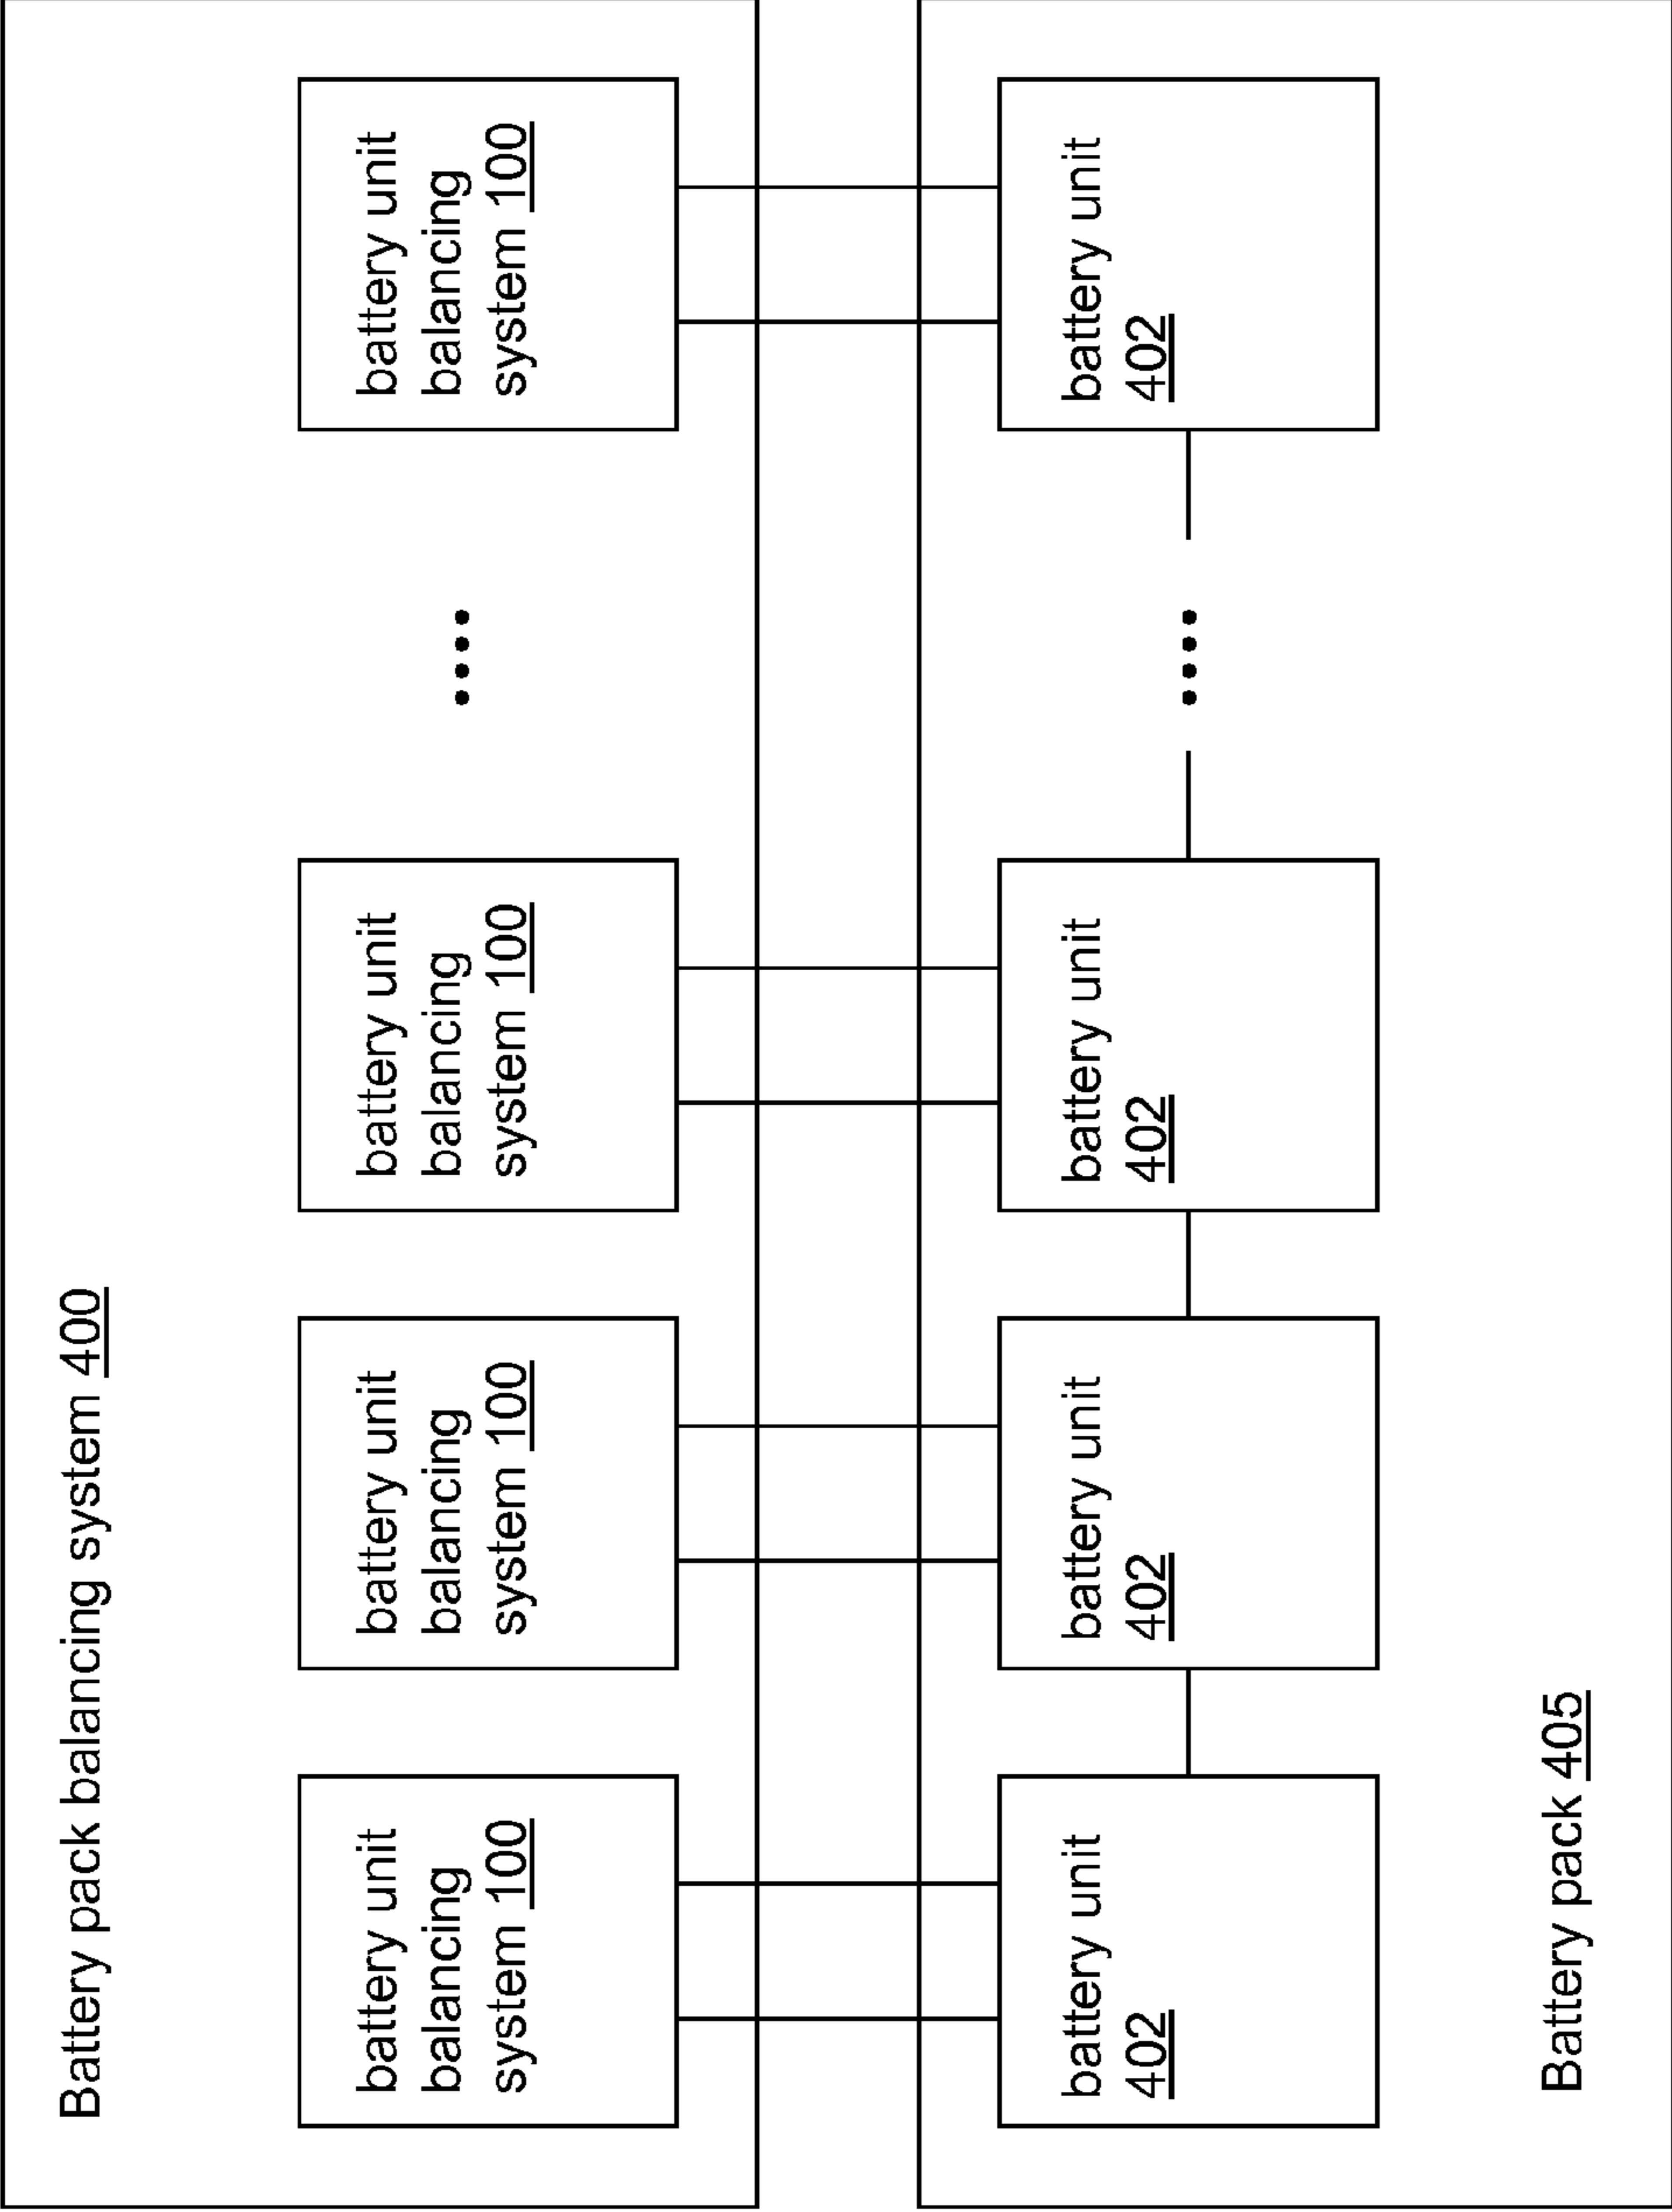 Battery pack balancing system 400
battery unit
balancing
system 100
battery unit
balancing
system 100
battery unit
balancing
system 100
battery unit
balancing
system 100
battery unit
402
battery unit
402
battery unit
402
battery unit
402
Battery pack 405